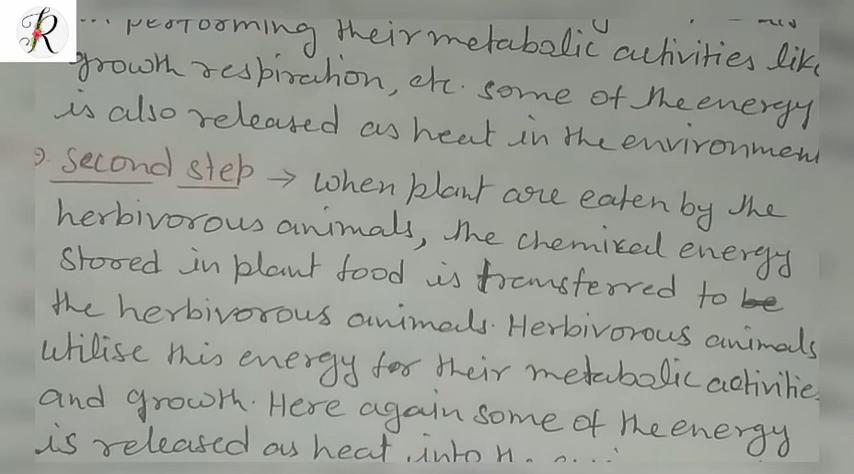 R
... performing their metabolic activities like
growth respiration, etc. some of the energy
is also released as heat in the environment
second step → when plant are eaten by the
herbivorous animals, the chemical energy
stored in plant food is transferred to be
the herbivorous animals. Herbivorous animals
utilise this energy for their metabolic activities
and growth. Here again some of the energy
is released as heat into